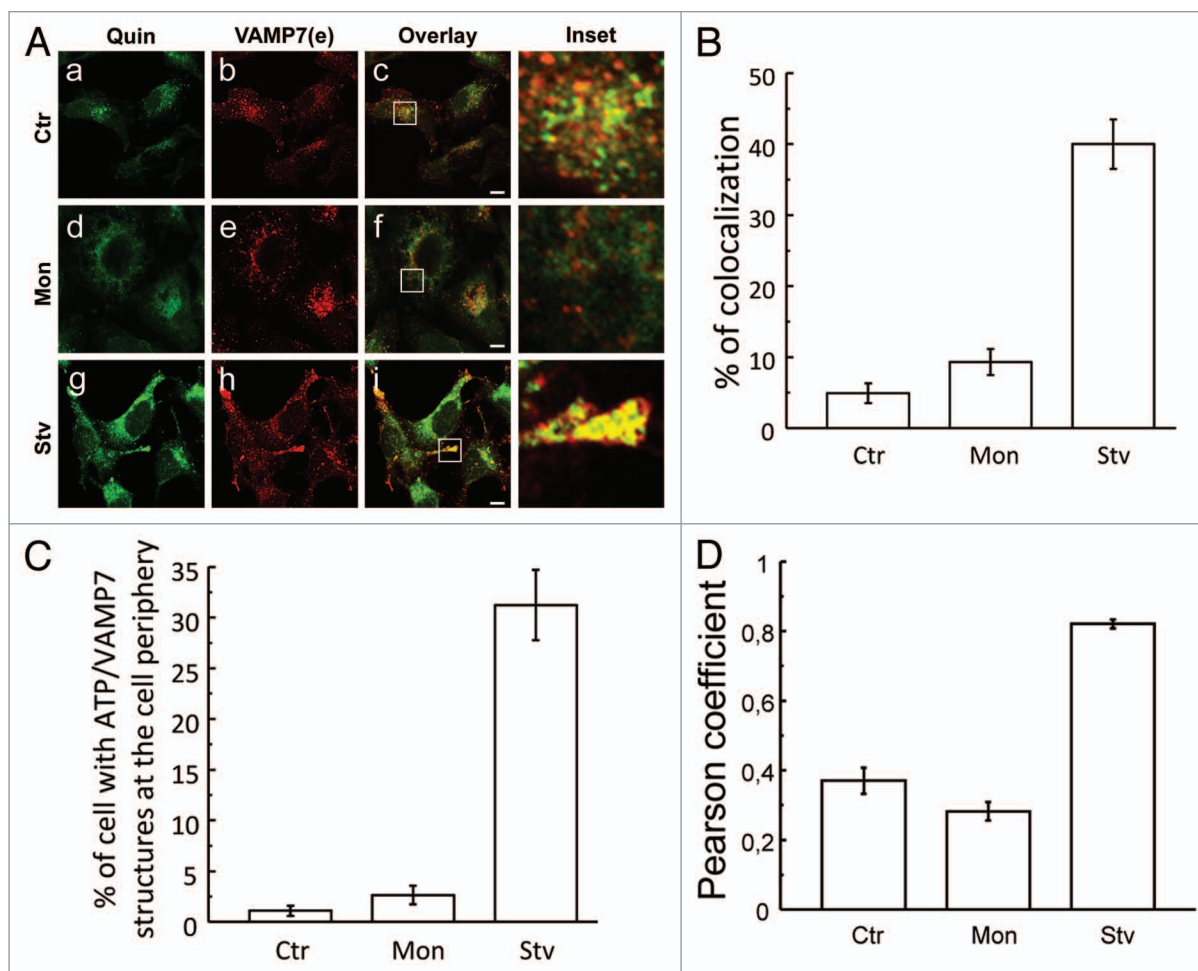 A
Quin
VAMP7(e)
Overlay
Inset
Ctr
a
b
c
Mon
d
e
f
Stv
g
h
i
B
% of colocalization
50
40
30
20
10
0
Ctr
Mon
Stv
C
% of cell with ATP/VAMP7
structures at the cell periphery
35
30
25
20
15
10
5
0
Ctr
Mon
Stv
D
Pearson coefficient
1
0,8
0,6
0,4
0,2
0
Ctr
Mon
Stv